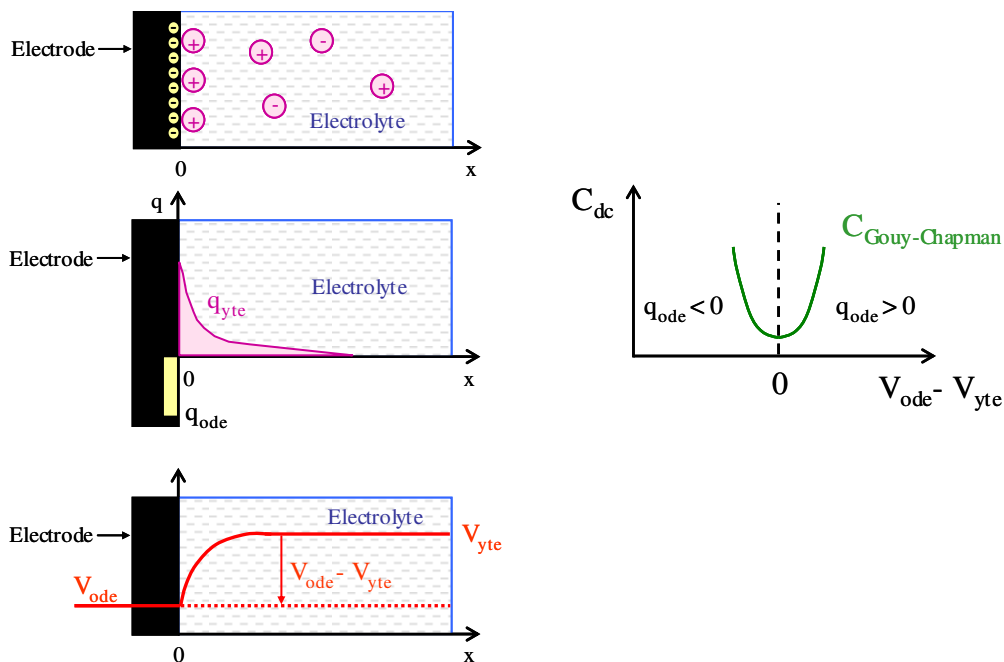 Electrode
+
+
+
+
-
-
+
Electrolyte
0
x
q
Electrode
Electrolyte
q_yte
0
x
q_ode
Electrode
Electrolyte
V_yte
V_ode - V_yte
V_ode
0
x
C_dc
C_Gouy-Chapman
q_ode < 0
q_ode > 0
0
V_ode - V_yte